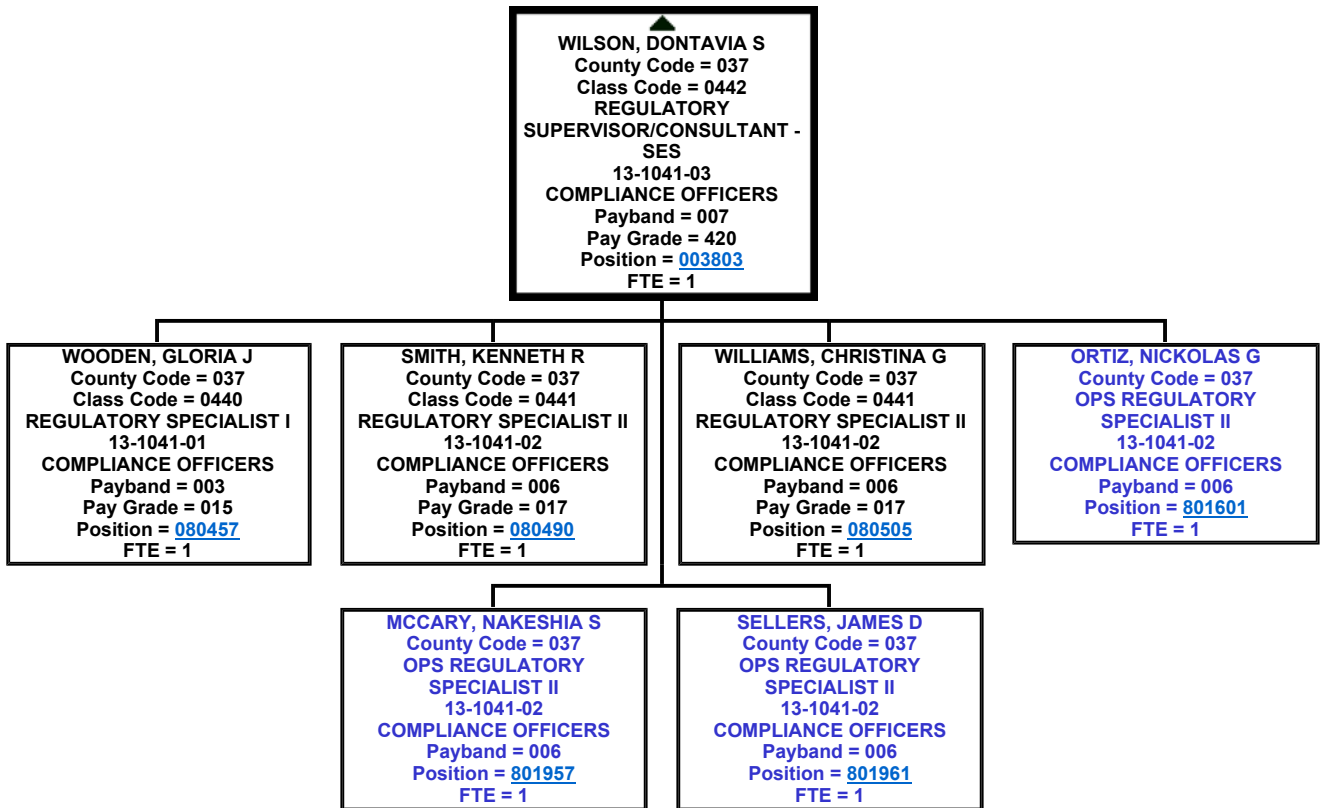 WILSON, DONTAVIA S
County Code = 037
Class Code = 0442
REGULATORY
SUPERVISOR/CONSULTANT -
SES
13-1041-03
COMPLIANCE OFFICERS
Payband = 007
Pay Grade = 420
Position = 003803
FTE = 1
WOODEN, GLORIA J
County Code = 037
Class Code = 0440
REGULATORY SPECIALIST I
13-1041-01
COMPLIANCE OFFICERS
Payband = 003
Pay Grade = 015
Position = 080457
FTE = 1
SMITH, KENNETH R
County Code = 037
Class Code = 0441
REGULATORY SPECIALIST II
13-1041-02
COMPLIANCE OFFICERS
Payband = 006
Pay Grade = 017
Position = 080490
FTE = 1
WILLIAMS, CHRISTINA G
County Code = 037
Class Code = 0441
REGULATORY SPECIALIST II
13-1041-02
COMPLIANCE OFFICERS
Payband = 006
Pay Grade = 017
Position = 080505
FTE = 1
ORTIZ, NICKOLAS G
County Code = 037
OPS REGULATORY
SPECIALIST II
13-1041-02
COMPLIANCE OFFICERS
Payband = 006
Position = 801601
FTE = 1
MCCARY, NAKESHIA S
County Code = 037
OPS REGULATORY
SPECIALIST II
13-1041-02
COMPLIANCE OFFICERS
Payband = 006
Position = 801957
FTE = 1
SELLERS, JAMES D
County Code = 037
OPS REGULATORY
SPECIALIST II
13-1041-02
COMPLIANCE OFFICERS
Payband = 006
Position = 801961
FTE = 1